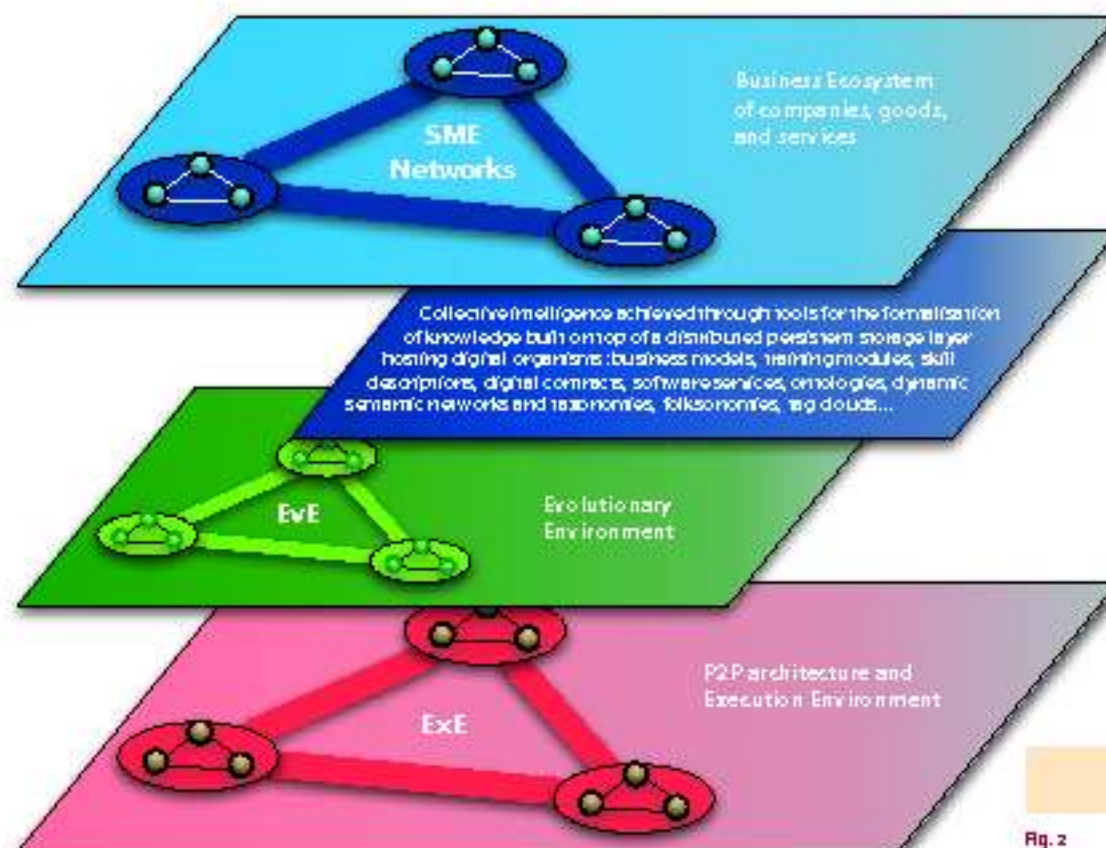 Business Ecosystem
of companies, goods,
and services
SME
Networks
Collective intelligence achieved through tools for the formalisation
of knowledge built on top of a distributed persistent storage layer
hosting digital organisms: business models, training modules, skill
descriptions, digital contracts, software services, ontologies, dynamic
semantic networks and taxonomies, folksonomies, tag clouds...
EvE
Evolutionary
Environment
P2P architecture and
Execution Environment
ExE
Fig. 2